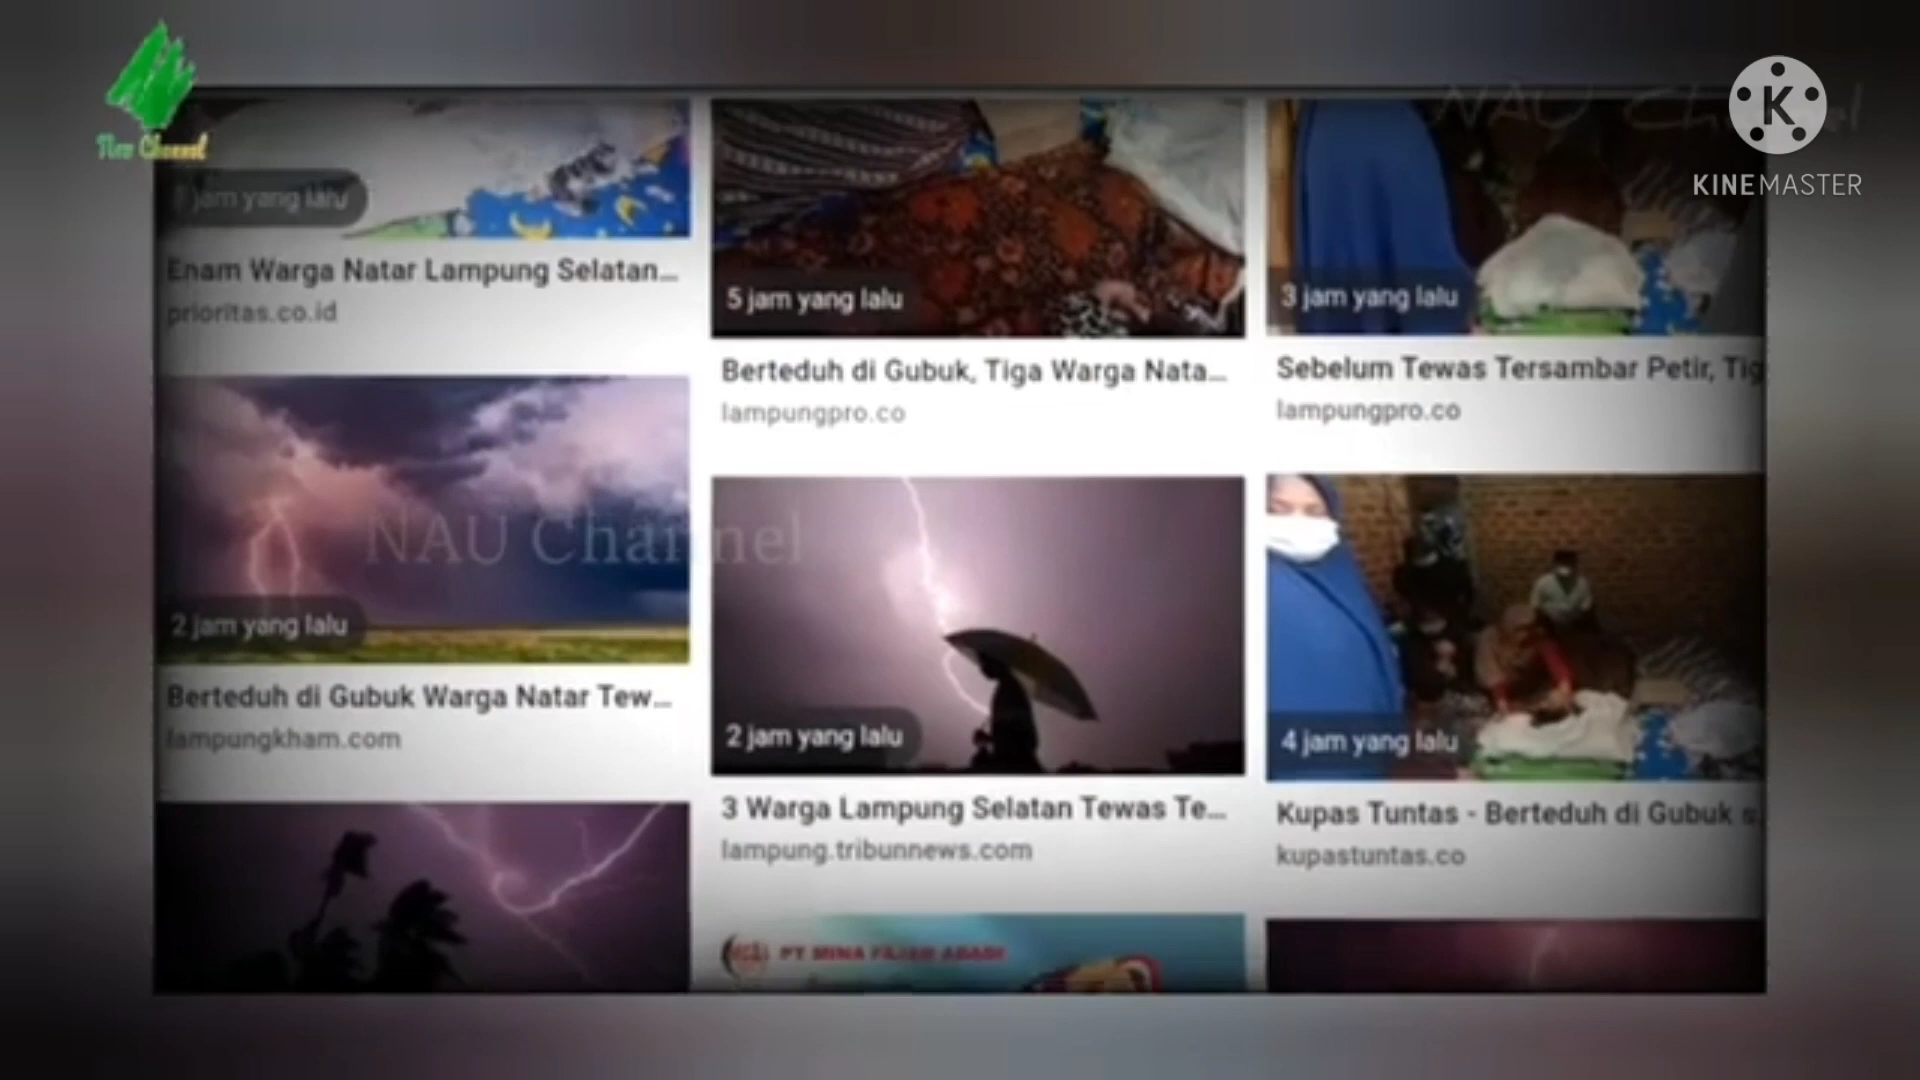 Nau Channel
NAU Channel
KINEMASTER
jam yang lalu
Enam Warga Natar Lampung Selatan...
prioritas.co.id
5 jam yang lalu
Berteduh di Gubuk, Tiga Warga Nata...
lampungpro.co
3 jam yang lalu
Sebelum Tewas Tersambar Petir, Tig
lampungpro.co
NAU Channel
2 jam yang lalu
Berteduh di Gubuk Warga Natar Tew...
lampungkham.com
2 jam yang lalu
3 Warga Lampung Selatan Tewas Te...
lampung.tribunnews.com
4 jam yang lalu
Kupas Tuntas - Berteduh di Gubuk s
kupastuntas.co
PT MINA FAJAR ABADI